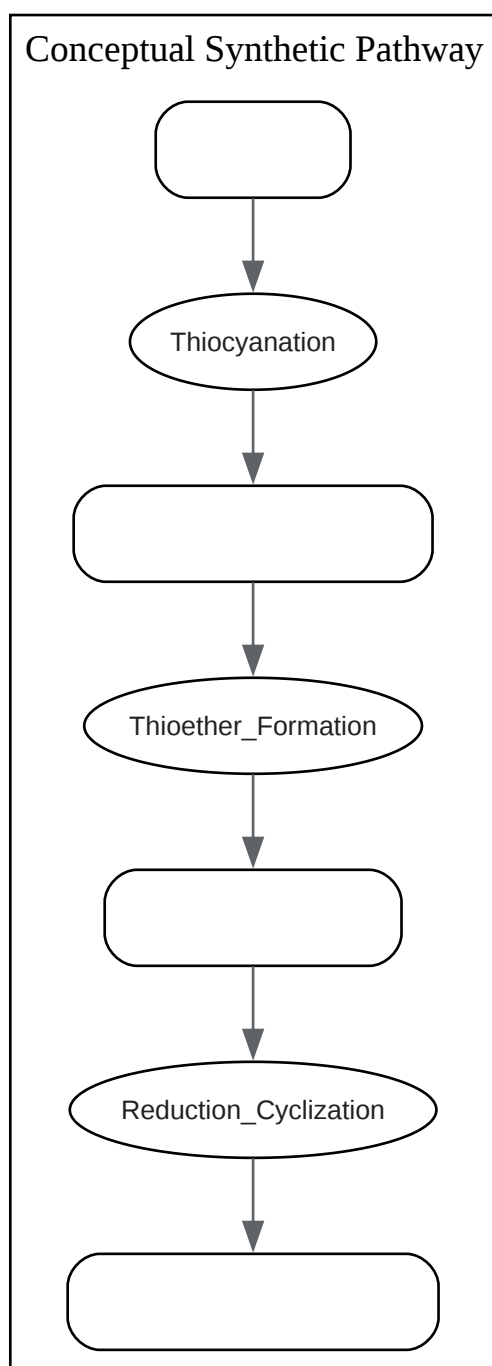 Conceptual Synthetic Pathway
Thiocyanation
Thioether_Formation
Reduction_Cyclization